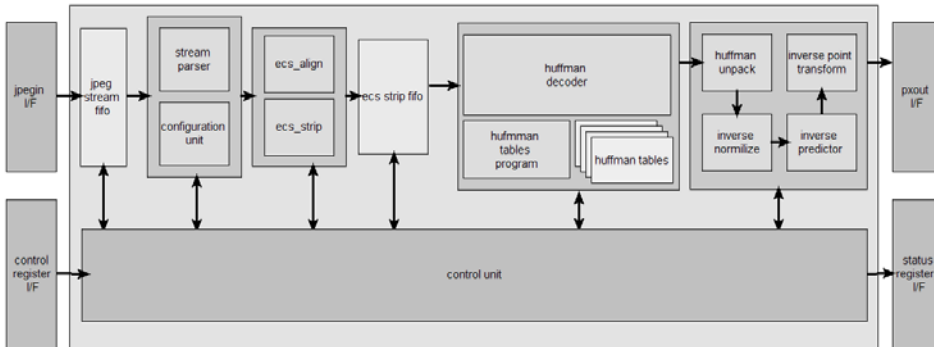 jpegin
I/F
jpeg
stream
fifo
stream
parser
configuration
unit
ecs_align
ecs_strip
ecs strip fifo
huffman
decoder
hufmman
tables
program
huffman tables
huffman
unpack
inverse point
transform
inverse
normilize
inverse
predictor
pxout
I/F
control
register
I/F
control unit
status
register
I/F